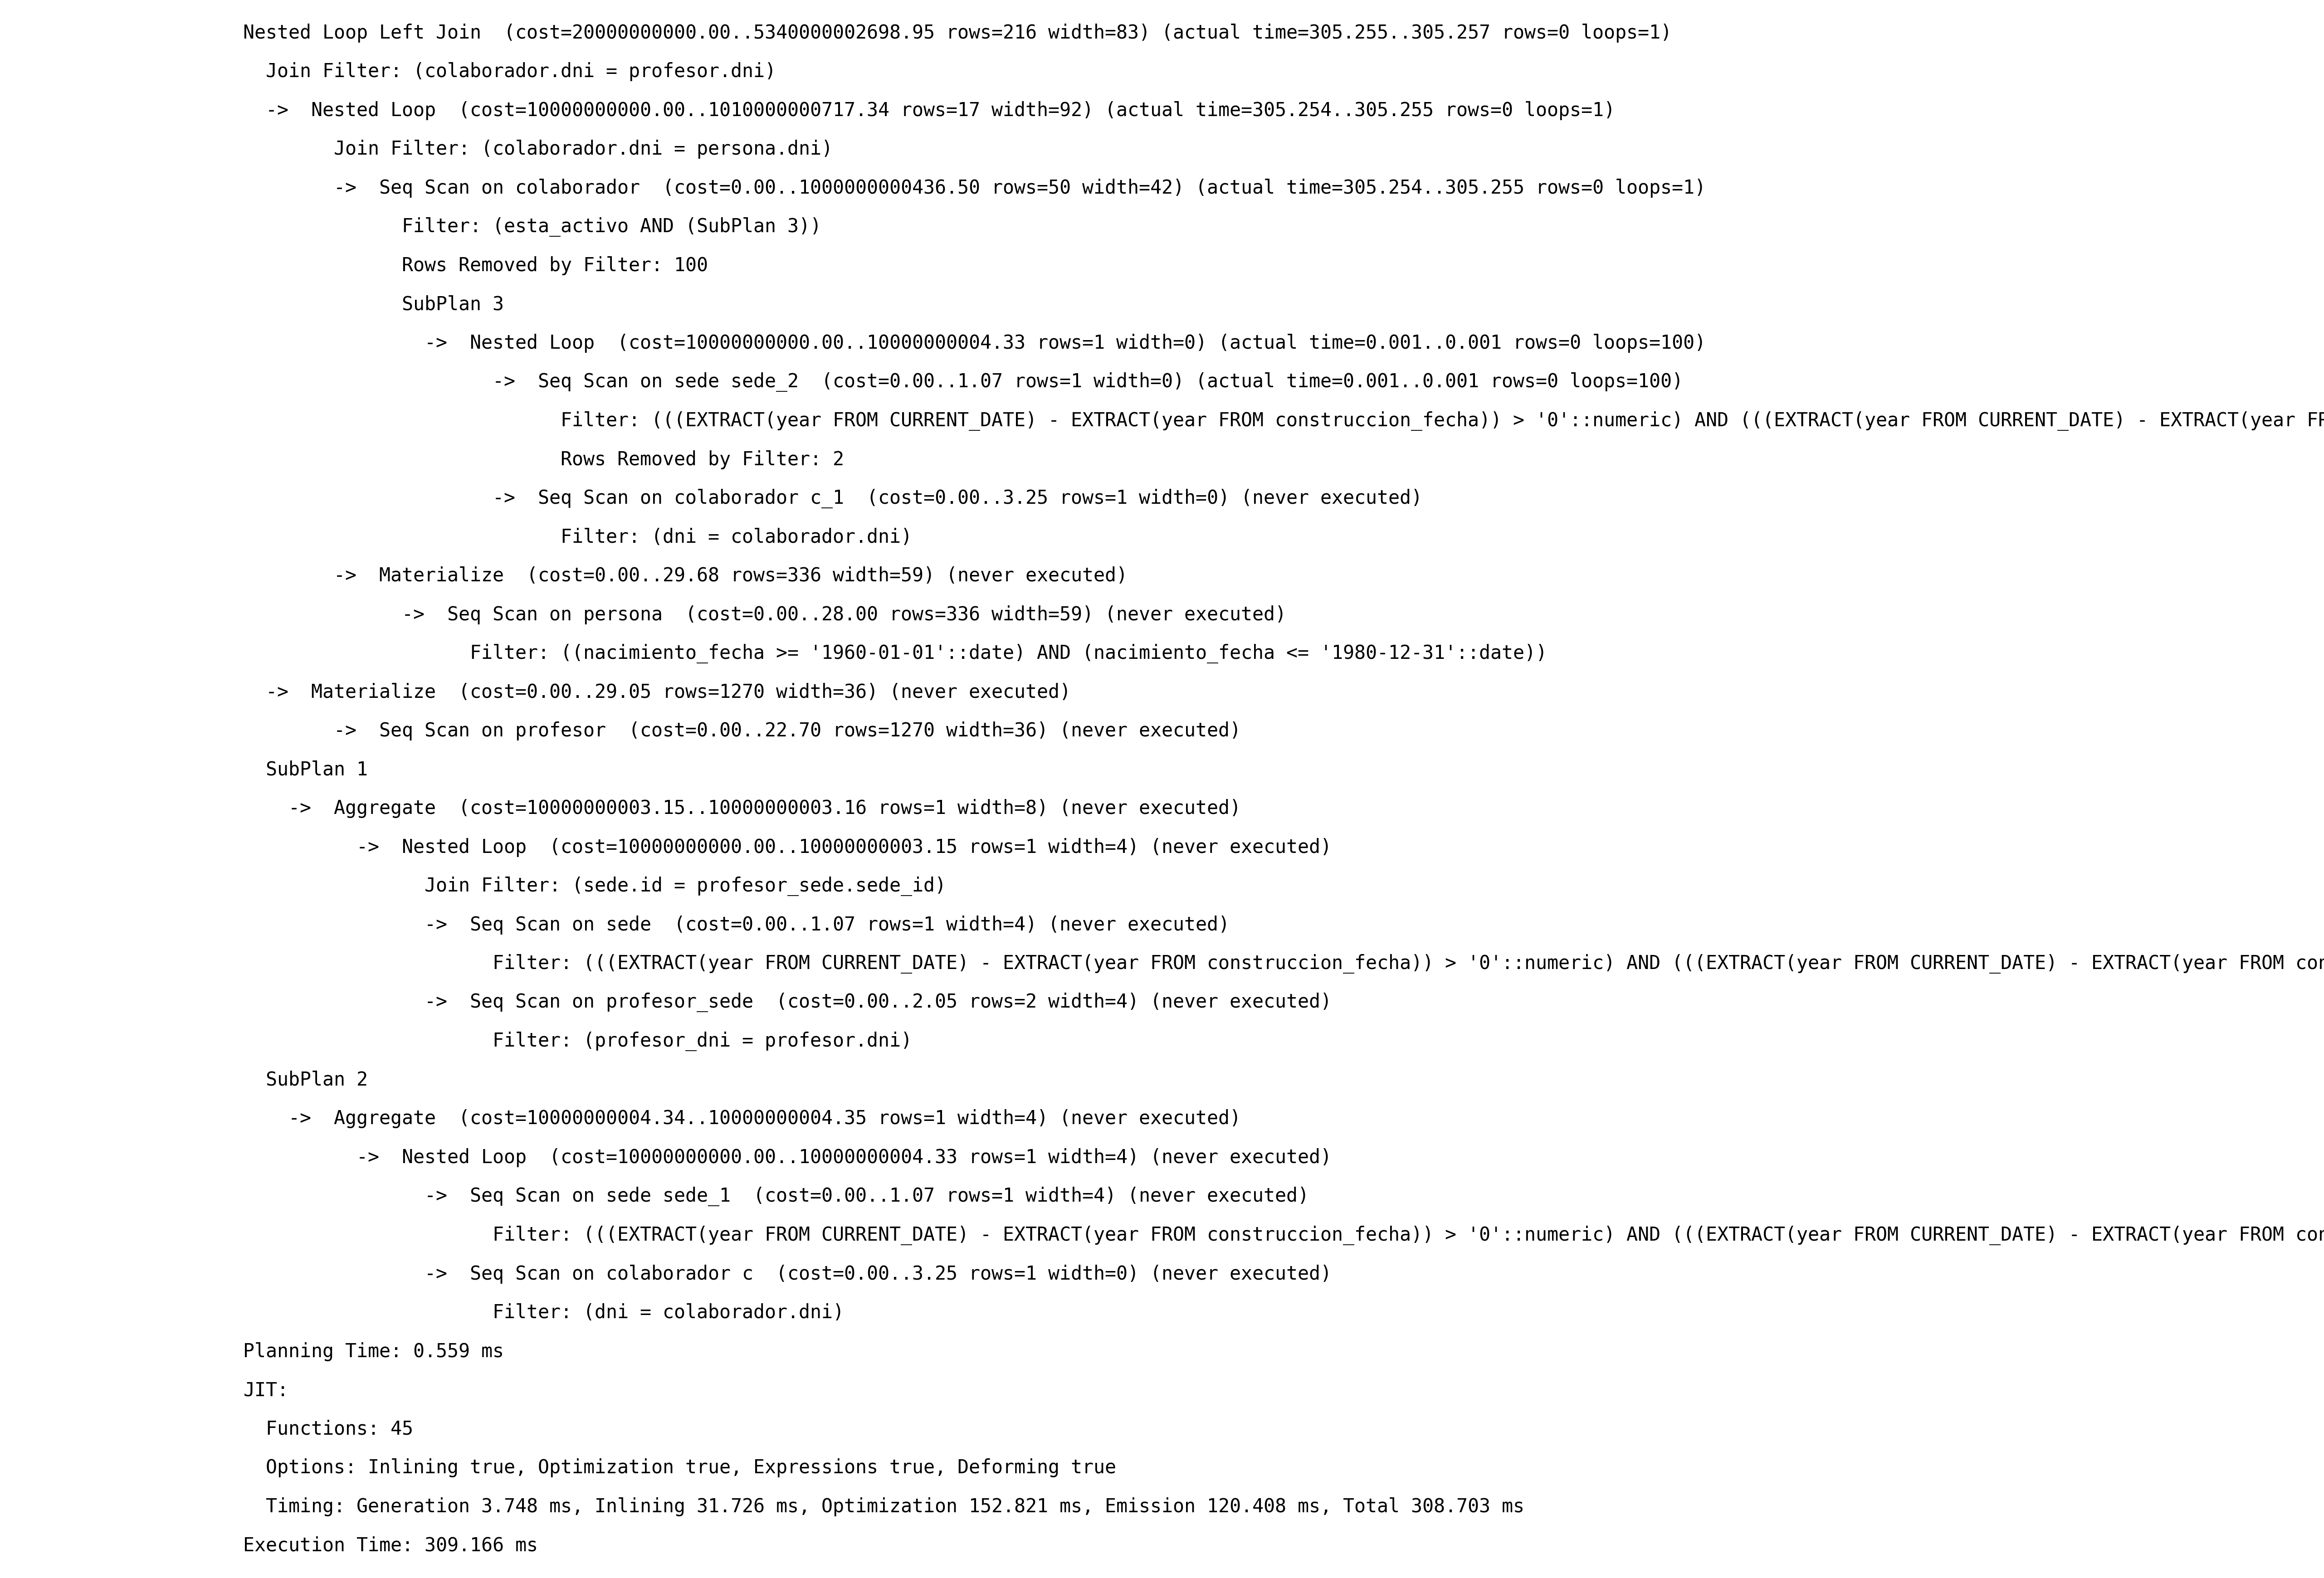 Nested Loop Left Join  (cost=20000000000.00..5340000002698.95 rows=216 width=83) (actual time=305.255..305.257 rows=0 loops=1)
  Join Filter: (colaborador.dni = profesor.dni)
  ->  Nested Loop  (cost=10000000000.00..1010000000717.34 rows=17 width=92) (actual time=305.254..305.255 rows=0 loops=1)
        Join Filter: (colaborador.dni = persona.dni)
        ->  Seq Scan on colaborador  (cost=0.00..1000000000436.50 rows=50 width=42) (actual time=305.254..305.255 rows=0 loops=1)
              Filter: (esta_activo AND (SubPlan 3))
              Rows Removed by Filter: 100
              SubPlan 3
                ->  Nested Loop  (cost=10000000000.00..10000000004.33 rows=1 width=0) (actual time=0.001..0.001 rows=0 loops=100)
                      ->  Seq Scan on sede sede_2  (cost=0.00..1.07 rows=1 width=0) (actual time=0.001..0.001 rows=0 loops=100)
                            Filter: (((EXTRACT(year FROM CURRENT_DATE) - EXTRACT(year FROM construccion_fecha)) > '0'::numeric) AND (((EXTRACT(year FROM CURRENT_DATE) - EXTRACT(year FR
                            Rows Removed by Filter: 2
                      ->  Seq Scan on colaborador c_1  (cost=0.00..3.25 rows=1 width=0) (never executed)
                            Filter: (dni = colaborador.dni)
        ->  Materialize  (cost=0.00..29.68 rows=336 width=59) (never executed)
              ->  Seq Scan on persona  (cost=0.00..28.00 rows=336 width=59) (never executed)
                    Filter: ((nacimiento_fecha >= '1960-01-01'::date) AND (nacimiento_fecha <= '1980-12-31'::date))
  ->  Materialize  (cost=0.00..29.05 rows=1270 width=36) (never executed)
        ->  Seq Scan on profesor  (cost=0.00..22.70 rows=1270 width=36) (never executed)
  SubPlan 1
    ->  Aggregate  (cost=10000000003.15..10000000003.16 rows=1 width=8) (never executed)
          ->  Nested Loop  (cost=10000000000.00..10000000003.15 rows=1 width=4) (never executed)
                Join Filter: (sede.id = profesor_sede.sede_id)
                ->  Seq Scan on sede  (cost=0.00..1.07 rows=1 width=4) (never executed)
                      Filter: (((EXTRACT(year FROM CURRENT_DATE) - EXTRACT(year FROM construccion_fecha)) > '0'::numeric) AND (((EXTRACT(year FROM CURRENT_DATE) - EXTRACT(year FROM con
                ->  Seq Scan on profesor_sede  (cost=0.00..2.05 rows=2 width=4) (never executed)
                      Filter: (profesor_dni = profesor.dni)
  SubPlan 2
    ->  Aggregate  (cost=10000000004.34..10000000004.35 rows=1 width=4) (never executed)
          ->  Nested Loop  (cost=10000000000.00..10000000004.33 rows=1 width=4) (never executed)
                ->  Seq Scan on sede sede_1  (cost=0.00..1.07 rows=1 width=4) (never executed)
                      Filter: (((EXTRACT(year FROM CURRENT_DATE) - EXTRACT(year FROM construccion_fecha)) > '0'::numeric) AND (((EXTRACT(year FROM CURRENT_DATE) - EXTRACT(year FROM con
                ->  Seq Scan on colaborador c  (cost=0.00..3.25 rows=1 width=0) (never executed)
                      Filter: (dni = colaborador.dni)
Planning Time: 0.559 ms
JIT:
  Functions: 45
  Options: Inlining true, Optimization true, Expressions true, Deforming true
  Timing: Generation 3.748 ms, Inlining 31.726 ms, Optimization 152.821 ms, Emission 120.408 ms, Total 308.703 ms
Execution Time: 309.166 ms